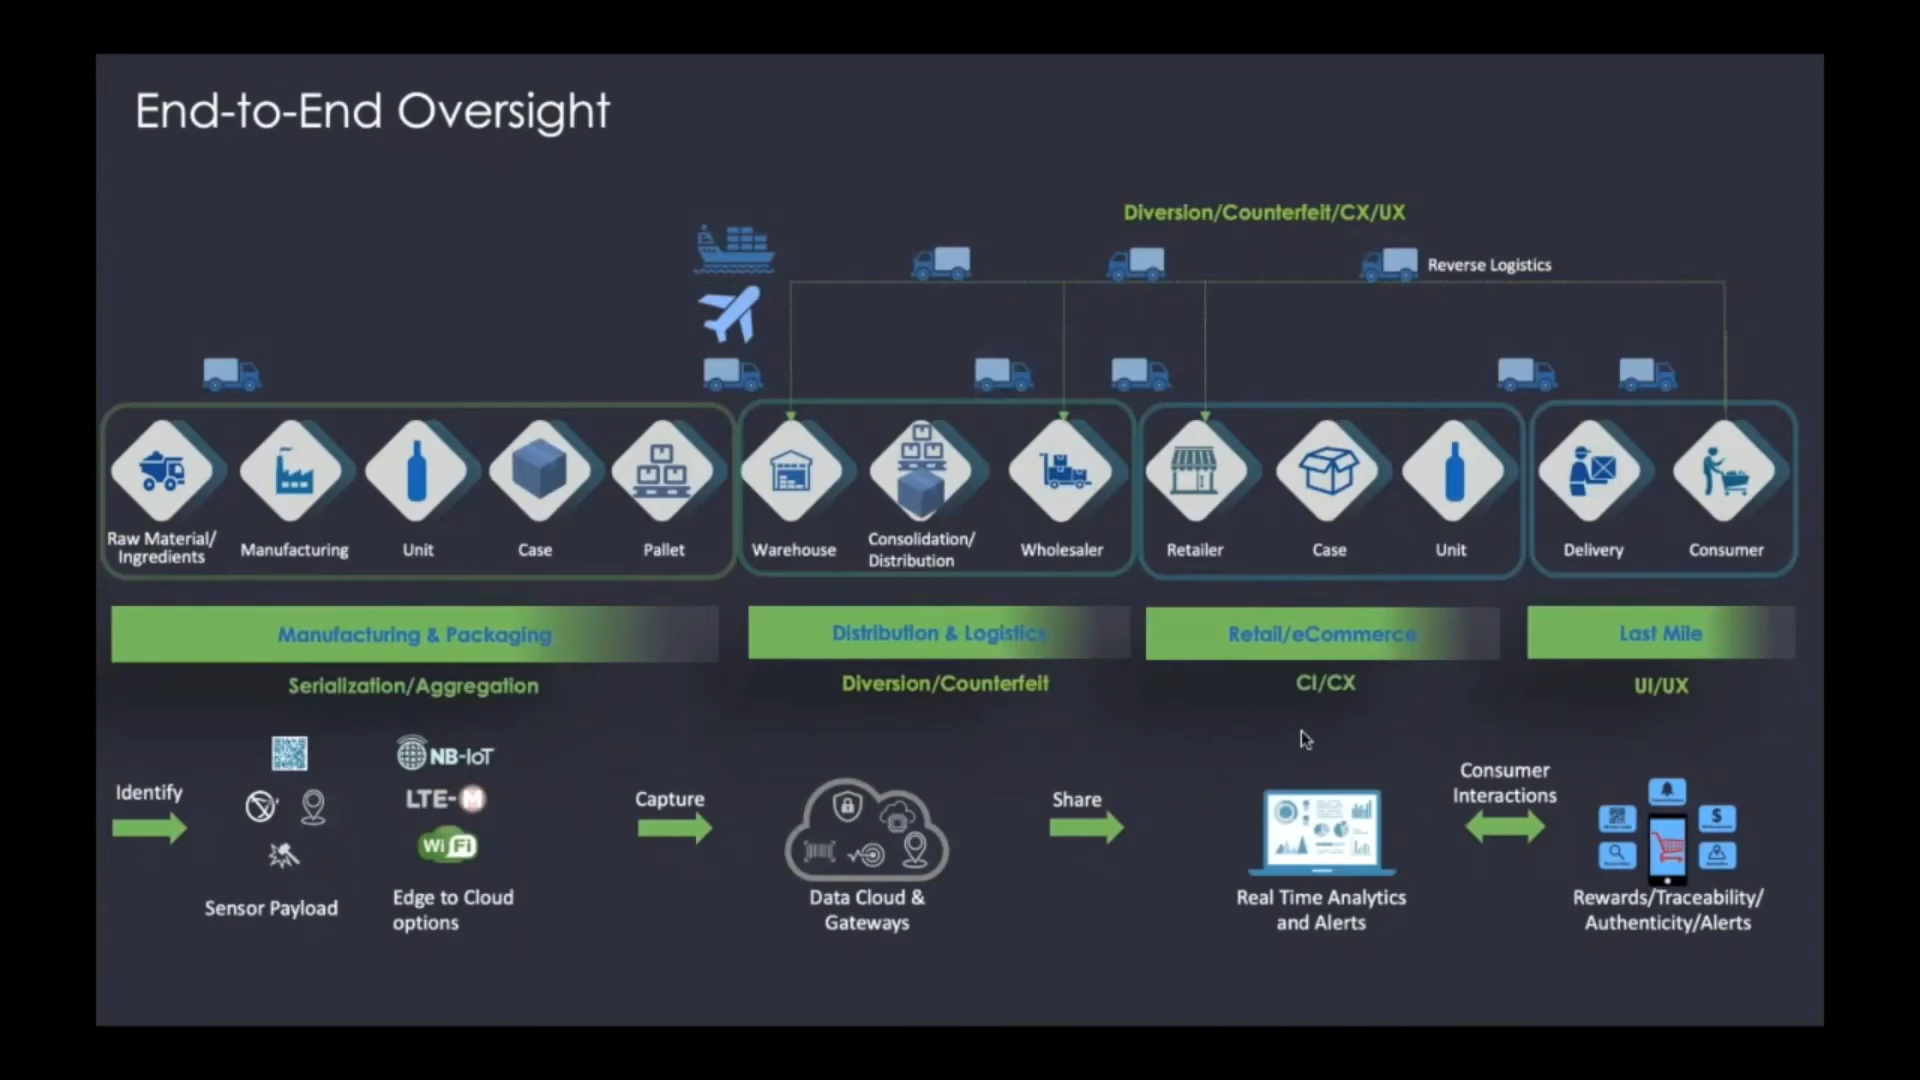 End-to-End Oversight
Diversion/Counterfeit/CX/UX
Reverse Logistics
Raw Material/
Ingredients
Manufacturing
Unit
Case
Pallet
Warehouse
Consolidation/
Distribution
Wholesaler
Retailer
Case
Unit
Delivery
Consumer
Manufacturing & Packaging
Distribution & Logistics
Retail/eCommerce
Last Mile
Serialization/Aggregation
Diversion/Counterfeit
CI/CX
UI/UX
Identify
Sensor Payload
NB-IoT
LTE-M
WiFi
Edge to Cloud
options
Capture
Data Cloud &
Gateways
Share
Real Time Analytics
and Alerts
Consumer
Interactions
$
Rewards/Traceability/
Authenticity/Alerts